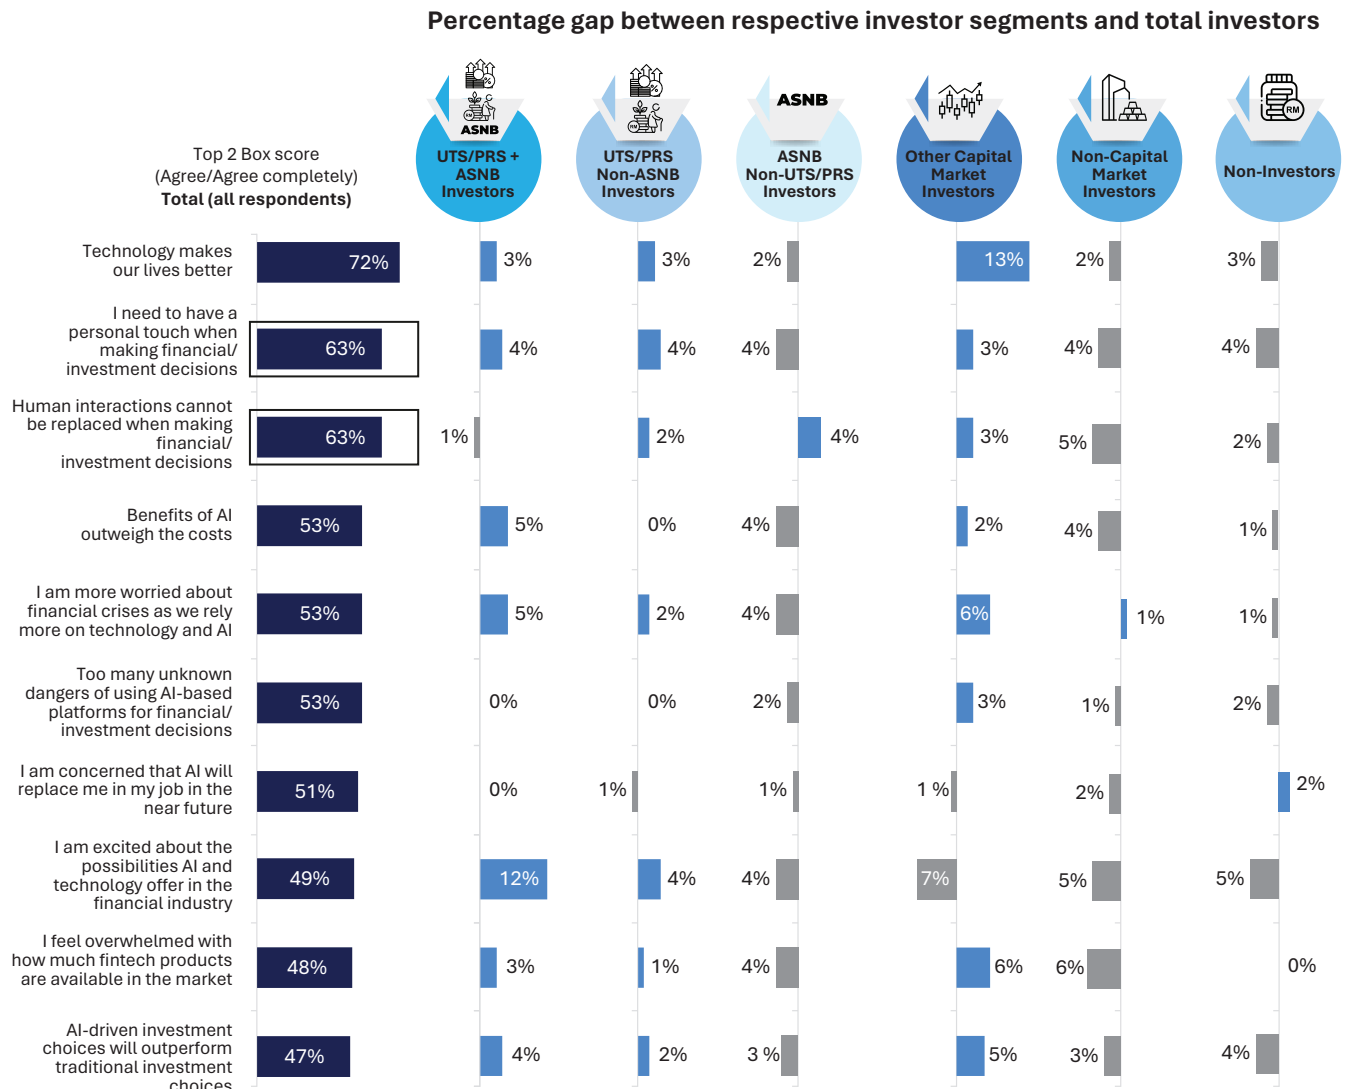 Percentage gap between respective investor segments and total investors
Top 2 Box score
(Agree/Agree completely)
Total (all respondents)
ASNB
UTS/PRS +
ASNB
Investors
UTS/PRS
Non-ASNB
Investors
ASNB
ASNB
Non-UTS/PRS
Investors
Other Capital
Market
Investors
Non-Capital
Market
Investors
RM
Non-Investors
Technology makes
our lives better
72%
3%
3%
2%
13%
2%
3%
I need to have a
personal touch when
making financial/
investment decisions
63%
4%
4%
4%
3%
4%
4%
Human interactions cannot
be replaced when making
financial/
investment decisions
63%
1%
2%
4%
3%
5%
2%
Benefits of AI
outweigh the costs
53%
5%
0%
4%
2%
4%
1%
I am more worried about
financial crises as we rely
more on technology and AI
53%
5%
2%
4%
6%
1%
1%
Too many unknown
dangers of using AI-based
platforms for financial/
investment decisions
53%
0%
0%
2%
3%
1%
2%
I am concerned that AI will
replace me in my job in the
near future
51%
0%
1%
1%
1 %
2%
2%
I am excited about the
possibilities AI and
technology offer in the
financial industry
49%
12%
4%
4%
7%
5%
5%
I feel overwhelmed with
how much fintech products
are available in the market
48%
3%
1%
4%
6%
6%
0%
AI-driven investment
choices will outperform
traditional investment
choices
47%
4%
2%
3 %
5%
3%
4%